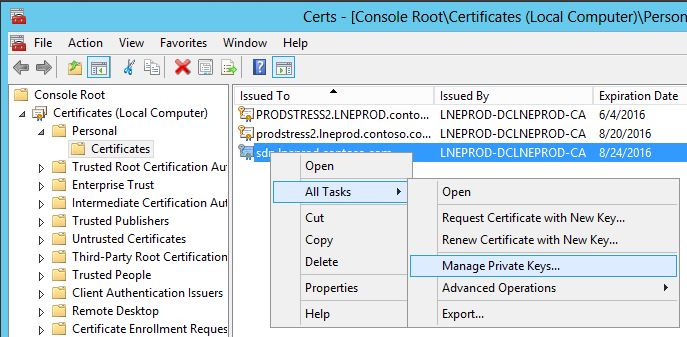 Certs - [Console Root\Certificates (Local Computer)\Persona
File Action View Favorites Window Help
Console Root
Certificates (Local Computer)
Personal
Certificates
Trusted Root Certification Au
Enterprise Trust
Intermediate Certification Aut
Trusted Publishers
Untrusted Certificates
Third-Party Root Certification
Trusted People
Client Authentication Issuers
Remote Desktop
Certificate Enrollment Reques
Issued To Issued By Expiration Date
PRODSTRESS2.LNEPROD.conto... LNEPROD-DCLNEPROD-CA 6/4/2016
prodstress2.lneprod.contoso.co... LNEPROD-DCLNEPROD-CA 8/20/2016
LNEPROD-DCLNEPROD-CA 8/24/2016
Open
All Tasks
Cut
Copy
Delete
Properties
Help
Open
Request Certificate with New Key...
Renew Certificate with New Key...
Manage Private Keys...
Advanced Operations
Export...